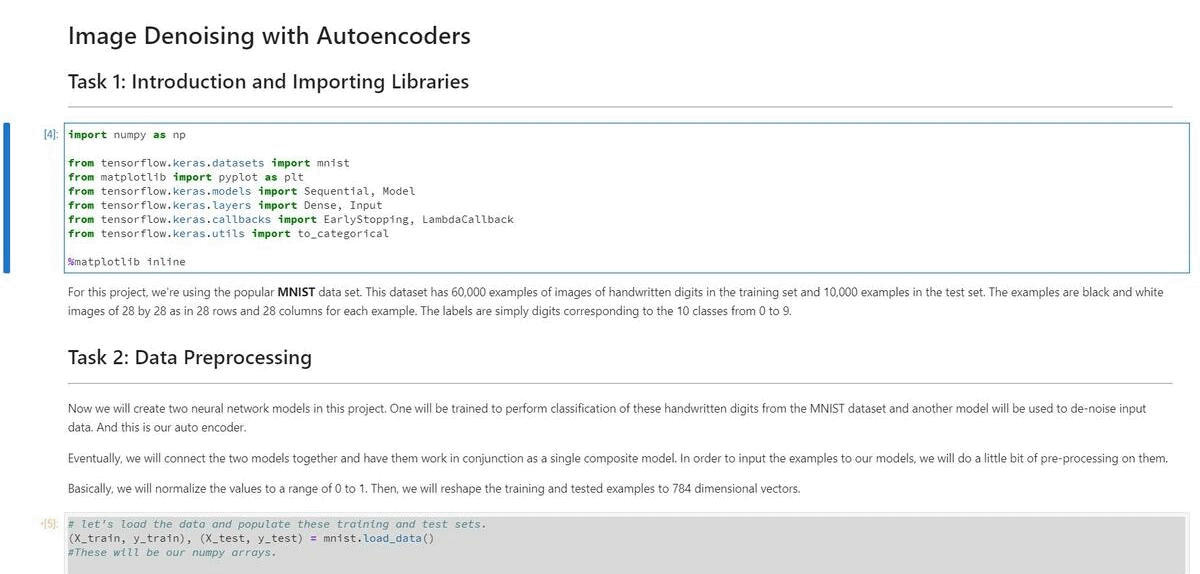 Image Denoising with Autoencoders
Task 1: Introduction and Importing Libraries
[4]: import numpy as np
from tensorflow.keras.datasets import mnist
from matplotlib import pyplot as plt
from tensorflow.keras.models import Sequential, Model
from tensorflow.keras.layers import Dense, Input
from tensorflow.keras.callbacks import EarlyStopping, LambdaCallback
from tensorflow.keras.utils import to_categorical
%matplotlib inline
For this project, we're using the popular MNIST data set. This dataset has 60,000 examples of images of handwritten digits in the training set and 10,000 examples in the test set. The examples are black and white
images of 28 by 28 as in 28 rows and 28 columns for each example. The labels are simply digits corresponding to the 10 classes from 0 to 9.
Task 2: Data Preprocessing
Now we will create two neural network models in this project. One will be trained to perform classification of these handwritten digits from the MNIST dataset and another model will be used to de-noise input
data. And this is our auto encoder.
Eventually, we will connect the two models together and have them work in conjunction as a single composite model. In order to input the examples to our models, we will do a little bit of pre-processing on them.
Basically, we will normalize the values to a range of 0 to 1. Then, we will reshape the training and tested examples to 784 dimensional vectors.
•[5]: # let's load the data and populate these training and test sets.
(X_train, y_train), (X_test, y_test) = mnist.load_data()
#These will be our numpy arrays.